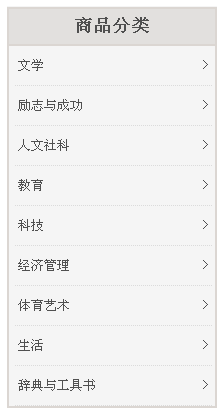 商品分类
文学
励志与成功
人文社科
教育
科技
经济管理
体育艺术
生活
辞典与工具书